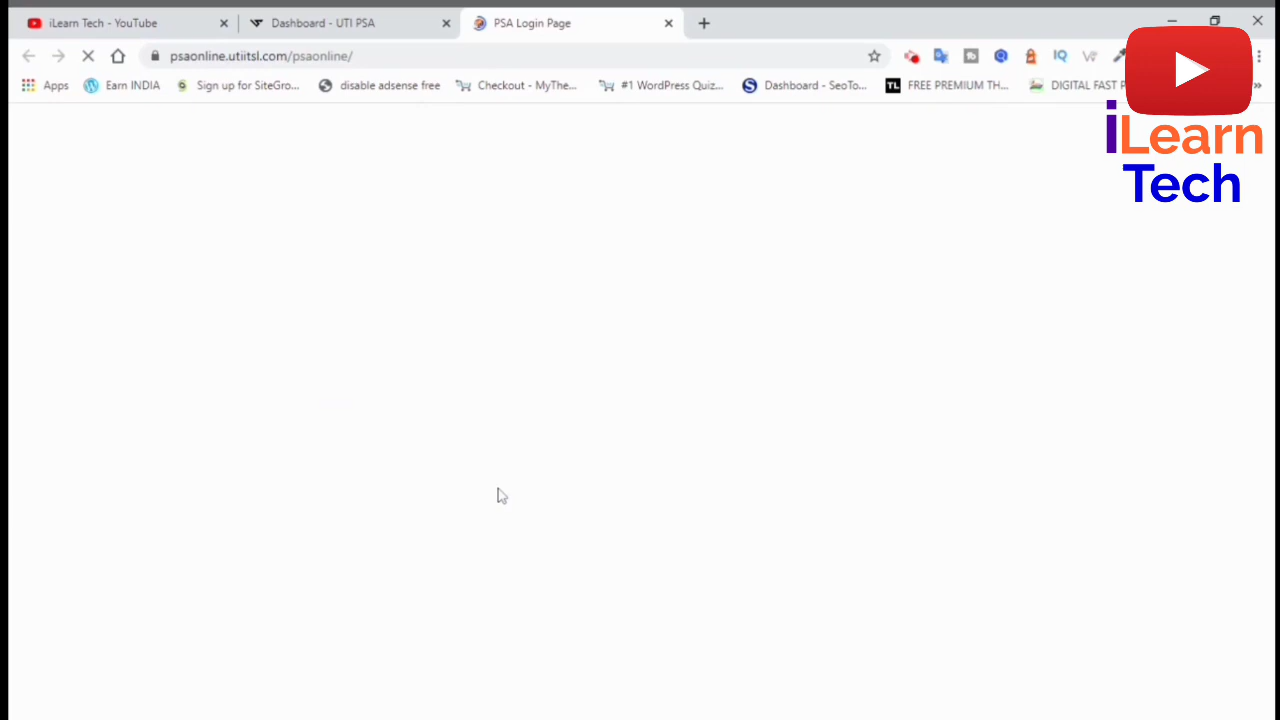 iLearn Tech - YouTube
Dashboard - UTI PSA
PSA Login Page
psaonline.utiitsl.com/psaonline/
Apps
Earn INDIA
Sign up for SiteGro...
disable adsense free
Checkout - MyThe...
#1 WordPress Quiz...
Dashboard - SeoTo...
TL
FREE PREMIUM TH...
DIGITAL FAST P
iLearn
Tech